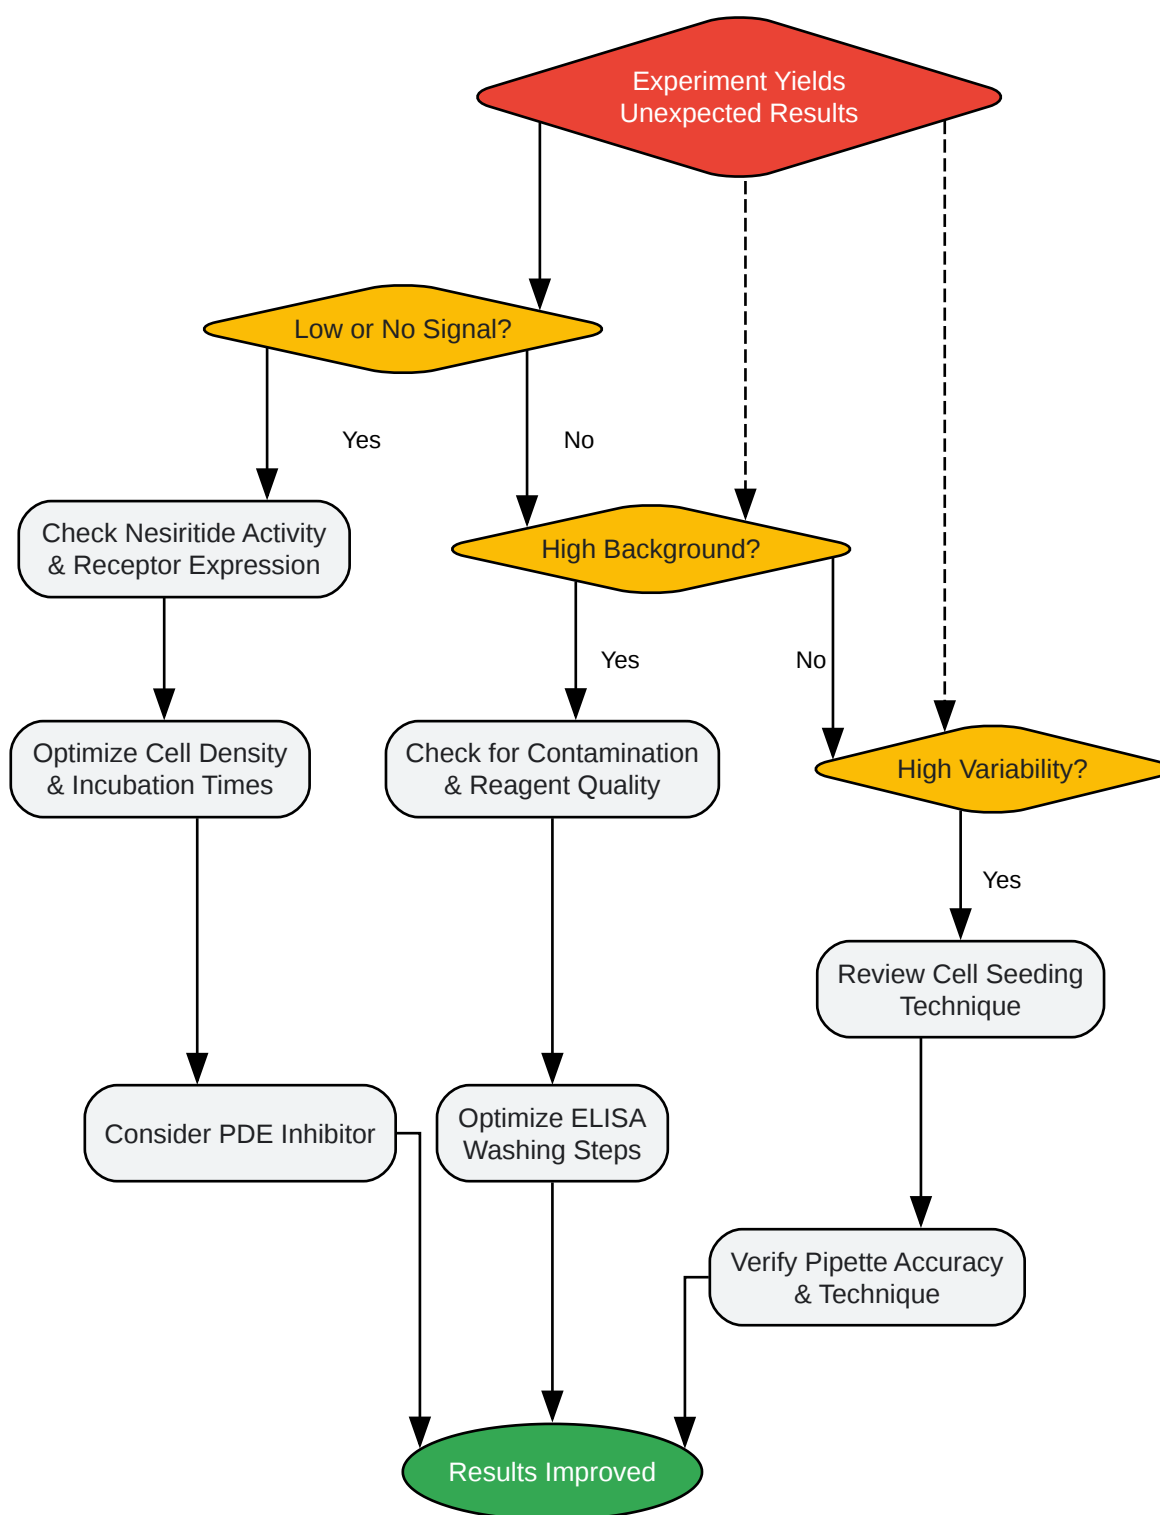 Experiment Yields
Unexpected Results
Low or No Signal?
Yes
No
Check Nesiritide Activity
& Receptor Expression
High Background?
Yes
No
Optimize Cell Density
& Incubation Times
Check for Contamination
& Reagent Quality
High Variability?
Yes
Review Cell Seeding
Technique
Consider PDE Inhibitor
Optimize ELISA
Washing Steps
Verify Pipette Accuracy
& Technique
Results Improved